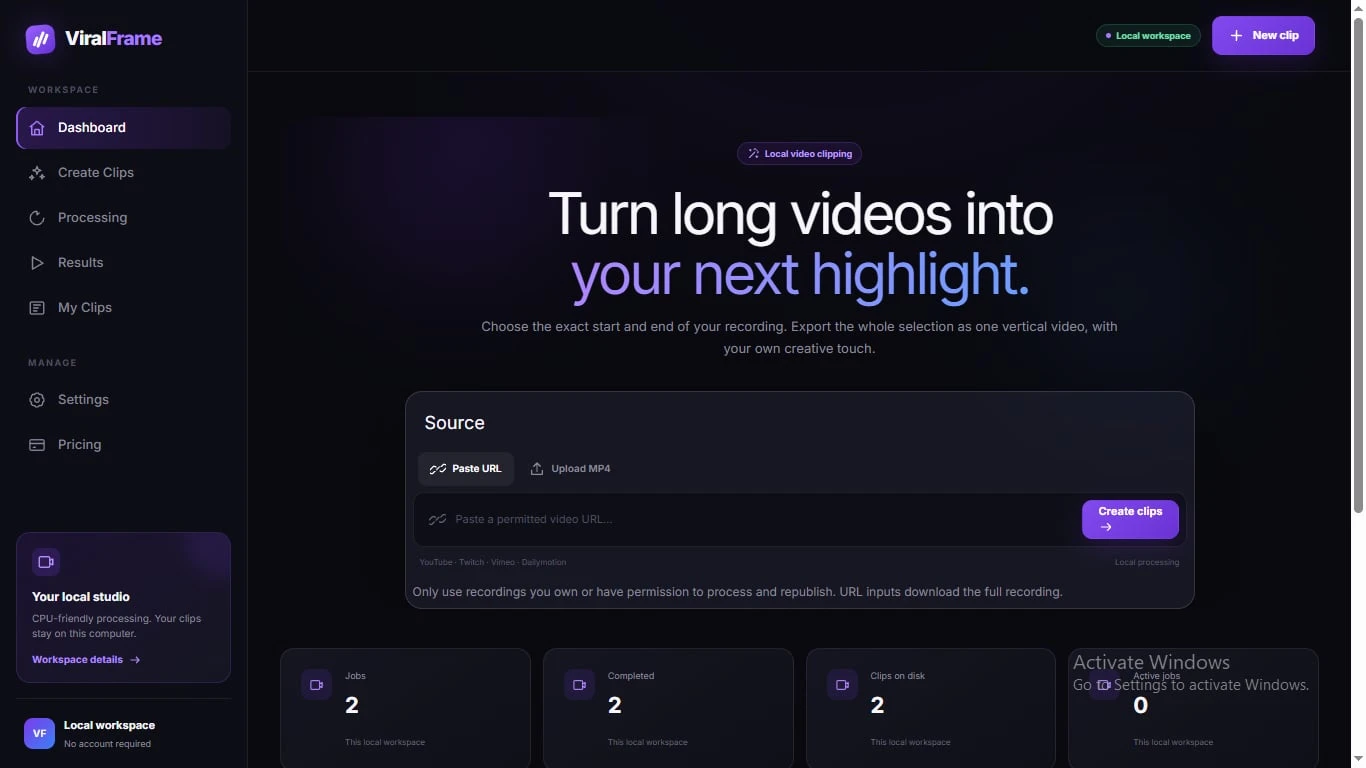 ViralFrame
WORKSPACE
Dashboard
Create Clips
Processing
Results
My Clips
MANAGE
Settings
Pricing
Your local studio
CPU-friendly processing. Your clips
stay on this computer.
Workspace details →
VF
Local workspace
No account required
Local workspace
+ New clip
Local video clipping
Turn long videos into
your next highlight.
Choose the exact start and end of your recording. Export the whole selection as one vertical video, with
your own creative touch.
Source
Paste URL
Upload MP4
Paste a permitted video URL...
Create clips
→
YouTube · Twitch · Vimeo · Dailymotion
Local processing
Only use recordings you own or have permission to process and republish. URL inputs download the full recording.
Jobs
2
This local workspace
Completed
2
This local workspace
Clips on disk
2
This local workspace
Active jobs
0
This local workspace
Activate Windows
Go to Settings to activate Windows.